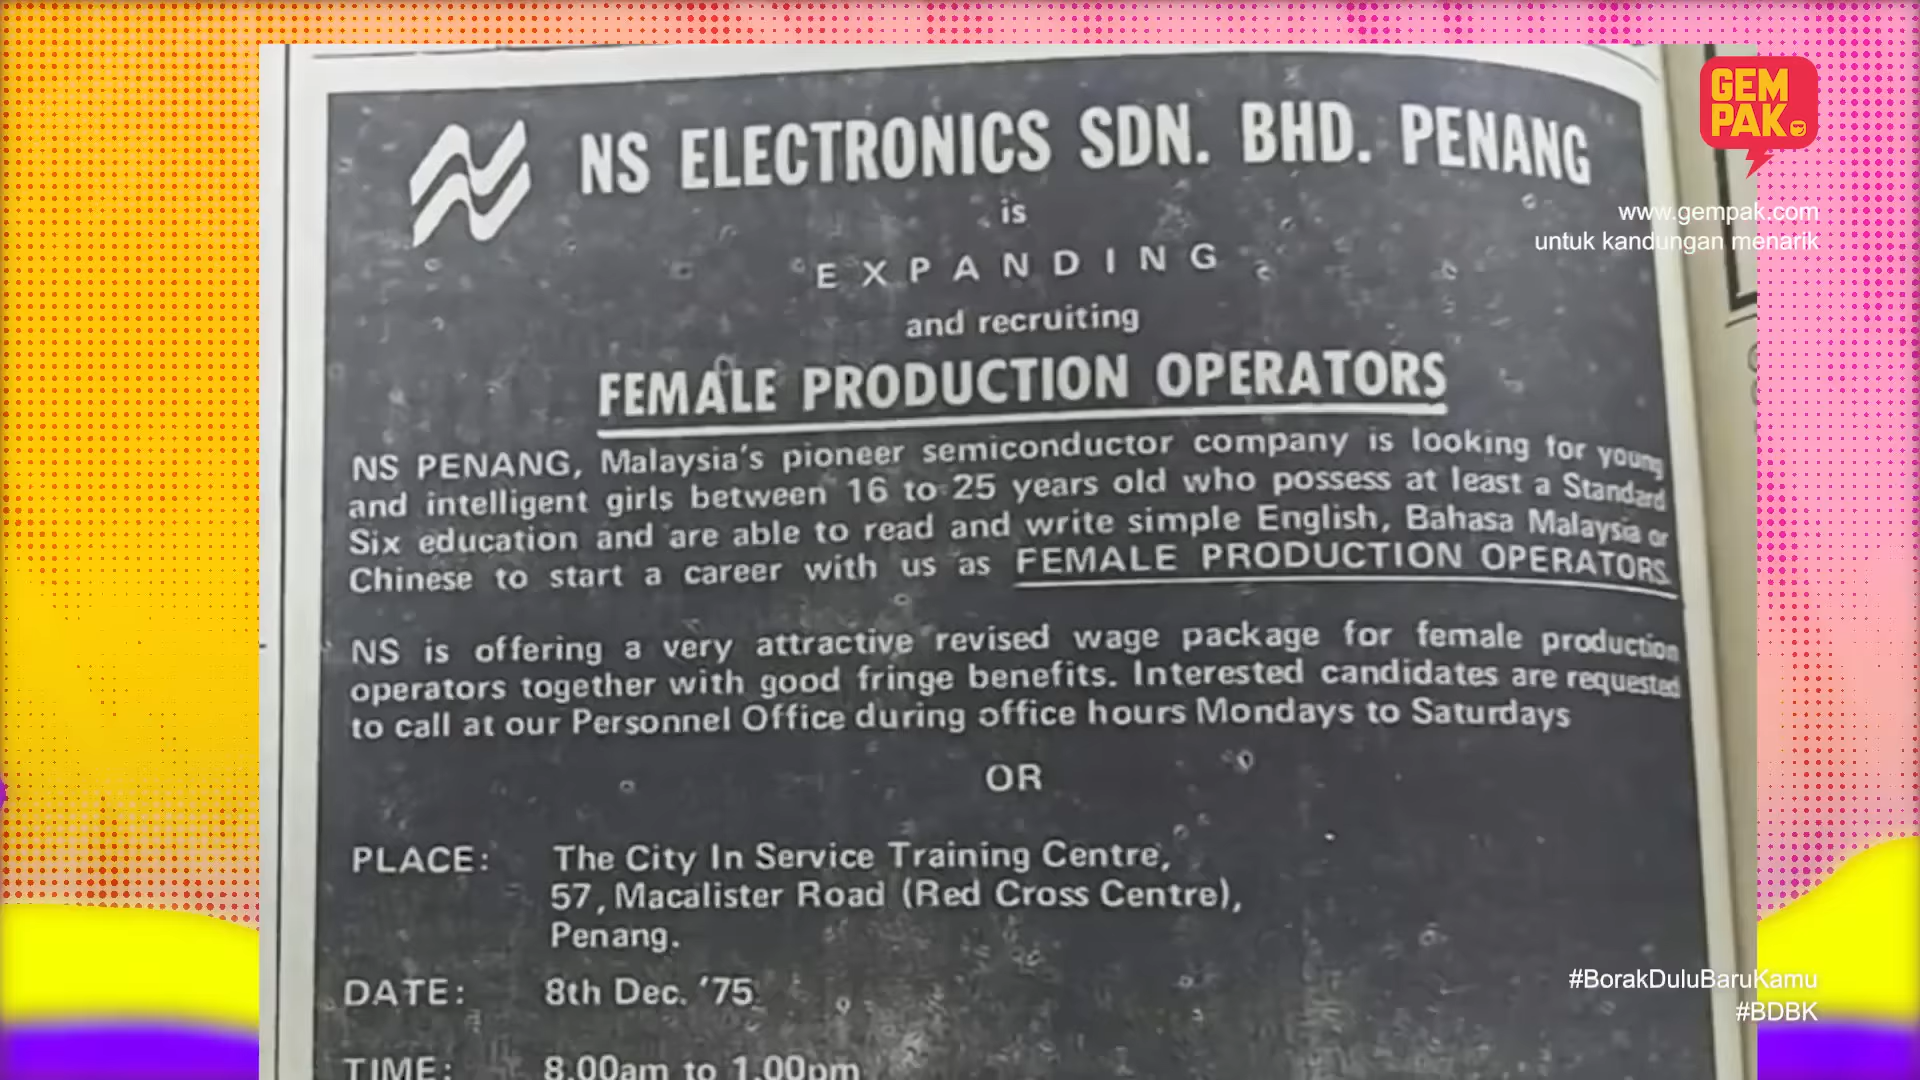 NS ELECTRONICS SDN. BHD. PENANG
is
EXPANDING
and recruiting
FEMALE PRODUCTION OPERATORS
NS PENANG, Malaysia's pioneer semiconductor company is looking for young
and intelligent girls between 16 to 25 years old who possess at least a Standard
Six education and are able to read and write simple English, Bahasa Malaysia or
Chinese to start a career with us as FEMALE PRODUCTION OPERATORS.
NS is offering a very attractive revised wage package for female production
operators together with good fringe benefits. Interested candidates are requested
to call at our Personnel Office during office hours Mondays to Saturdays
OR
PLACE: The City In Service Training Centre,
57, Macalister Road (Red Cross Centre),
Penang.
DATE: 8th Dec. '75
TIME: 8.00am to 1.00pm
GEM
PAK
www.gempak.com
untuk kandungan menarik
#BorakDuluBaruKamu
#BDBK